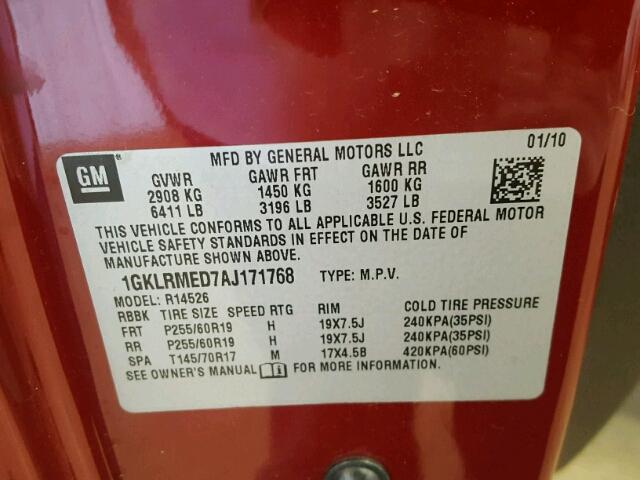 GM®
MFD BY GENERAL MOTORS LLC 01/10
GVWR GAWR FRT GAWR RR
2908 KG 1450 KG 1600 KG
6411 LB 3196 LB 3527 LB
THIS VEHICLE CONFORMS TO ALL APPLICABLE U.S. FEDERAL MOTOR
VEHICLE SAFETY STANDARDS IN EFFECT ON THE DATE OF
MANUFACTURE SHOWN ABOVE.
1GKLRMED7AJ171768 TYPE: M.P.V.
MODEL: R14526
RBBK TIRE SIZE SPEED RTG RIM COLD TIRE PRESSURE
FRT P255/60R19 H 19X7.5J 240KPA(35PSI)
RR P255/60R19 H 19X7.5J 240KPA(35PSI)
SPA T145/70R17 M 17X4.5B 420KPA(60PSI)
SEE OWNER'S MANUAL FOR MORE INFORMATION.